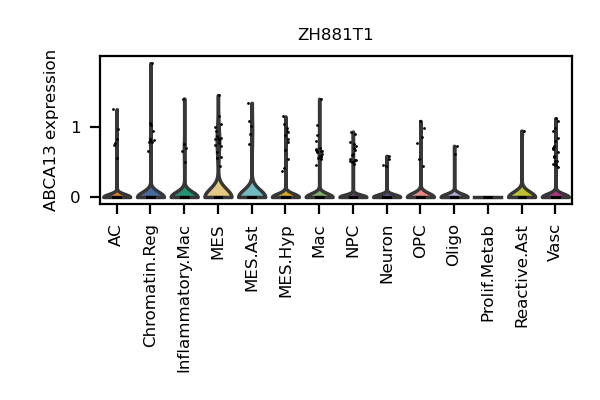 ZH881T1
ABCA13 expression
1
0
AC
Chromatin.Reg
Inflammatory.Mac
MES
MES.Ast
MES.Hyp
Mac
NPC
Neuron
OPC
Oligo
Prolif.Metab
Reactive.Ast
Vasc